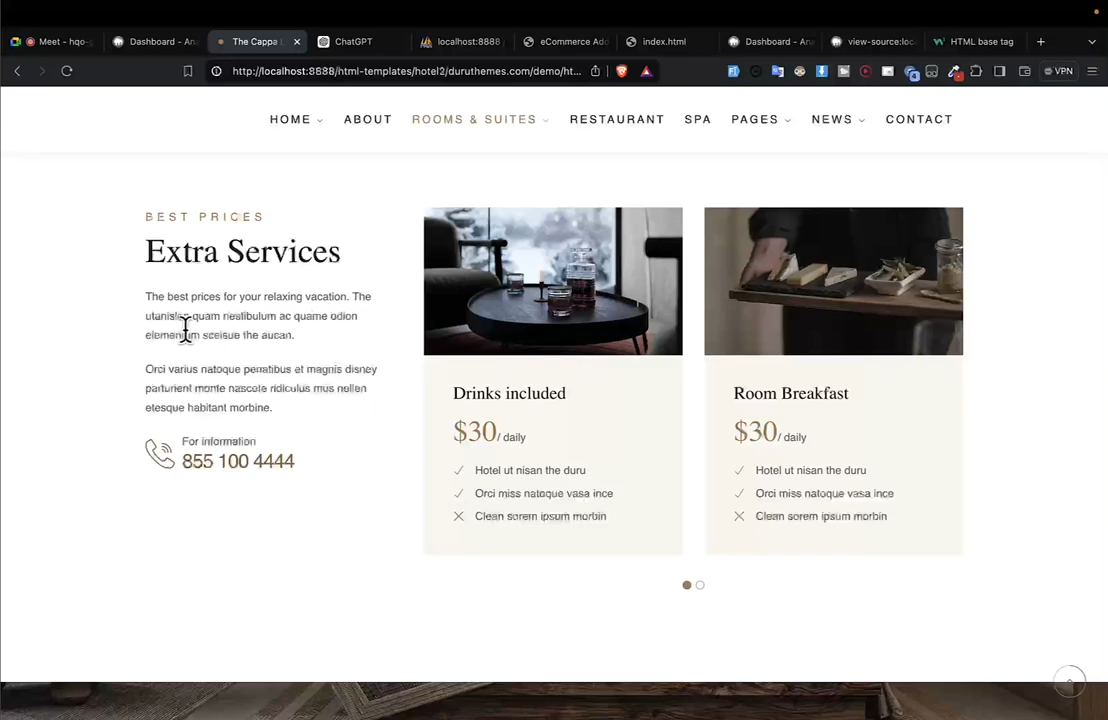 Meet - hqo-
Dashboard - Ana
The Cappa
ChatGPT
localhost:8888
eCommerce Add
index.html
Dashboard - Ana
view-source:loc
HTML base tag
http://localhost:8888/html-templates/hotel2/duruthemes.com/demo/ht...
VPN
HOME ABOUT ROOMS & SUITES RESTAURANT SPA PAGES NEWS CONTACT
BEST PRICES
Extra Services
The best prices for your relaxing vacation. The
utanislen quam nestibulum ac quame odion
elementum sceisue the aucan.
Orci varius natoque penatibus et magnis disney
parturient monte nascete ridiculus mus nellen
etesque habitant morbine.
For information
855 100 4444
Drinks included
$30/ daily
Hotel ut nisan the duru
Orci miss natoque vasa ince
Clean sorem ipsum morbin
Room Breakfast
$30/ daily
Hotel ut nisan the duru
Orci miss natoque vasa ince
Clean sorem ipsum morbin